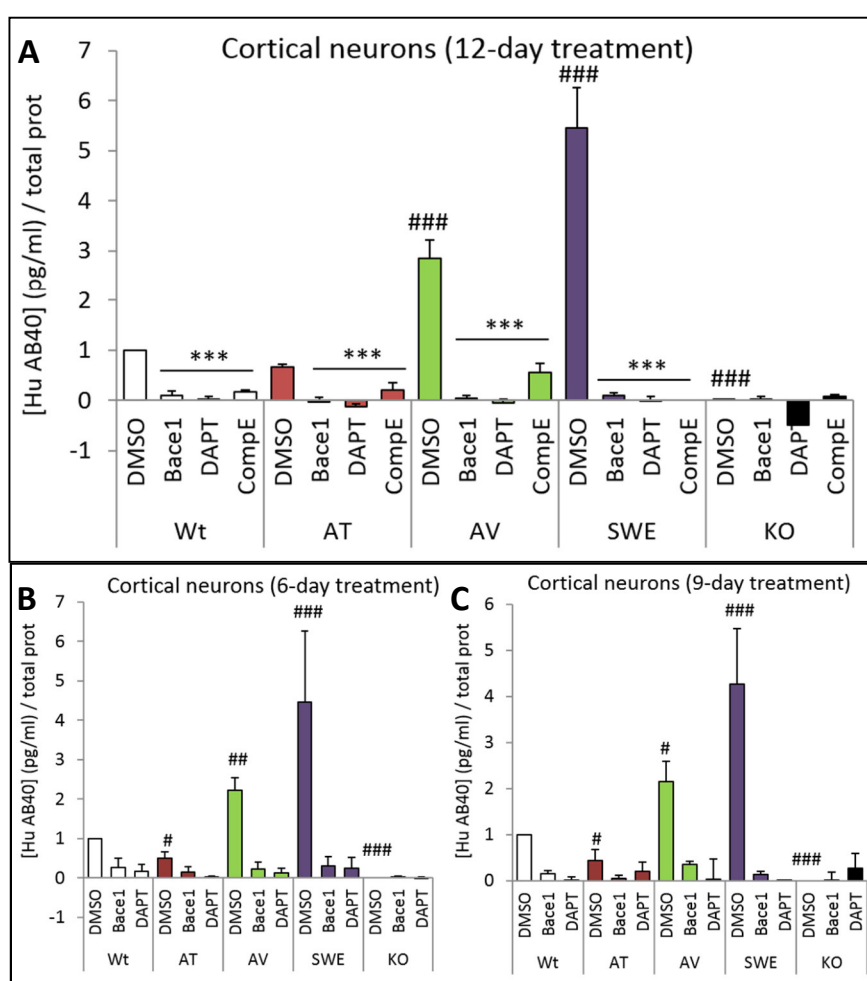 A
Cortical neurons (12-day treatment)
[Hu AB40] (pg/ml) / total prot
7
6
5
4
3
2
1
0
-1
***
***
###
***
###
***
###
DMSO Bace1 DAPT CompE DMSO Bace1 DAPT CompE DMSO Bace1 DAPT CompE DMSO Bace1 DAPT CompE DMSO Bace1 DAPT CompE
Wt AT AV SWE KO
B
Cortical neurons (6-day treatment)
[Hu AB40] (pg/ml) / total prot
7
6
5
4
3
2
1
0
-1
#
##
###
###
DMSO Bace1 DAPT DMSO Bace1 DAPT DMSO Bace1 DAPT DMSO Bace1 DAPT DMSO Bace1 DAPT
Wt AT AV SWE KO
C
Cortical neurons (9-day treatment)
[Hu AB40] (pg/ml) / total prot
6
5
4
3
2
1
0
#
#
###
###
DMSO Bace1 DAPT DMSO Bace1 DAPT DMSO Bace1 DAPT DMSO Bace1 DAPT DMSO Bace1 DAPT
Wt AT AV SWE KO